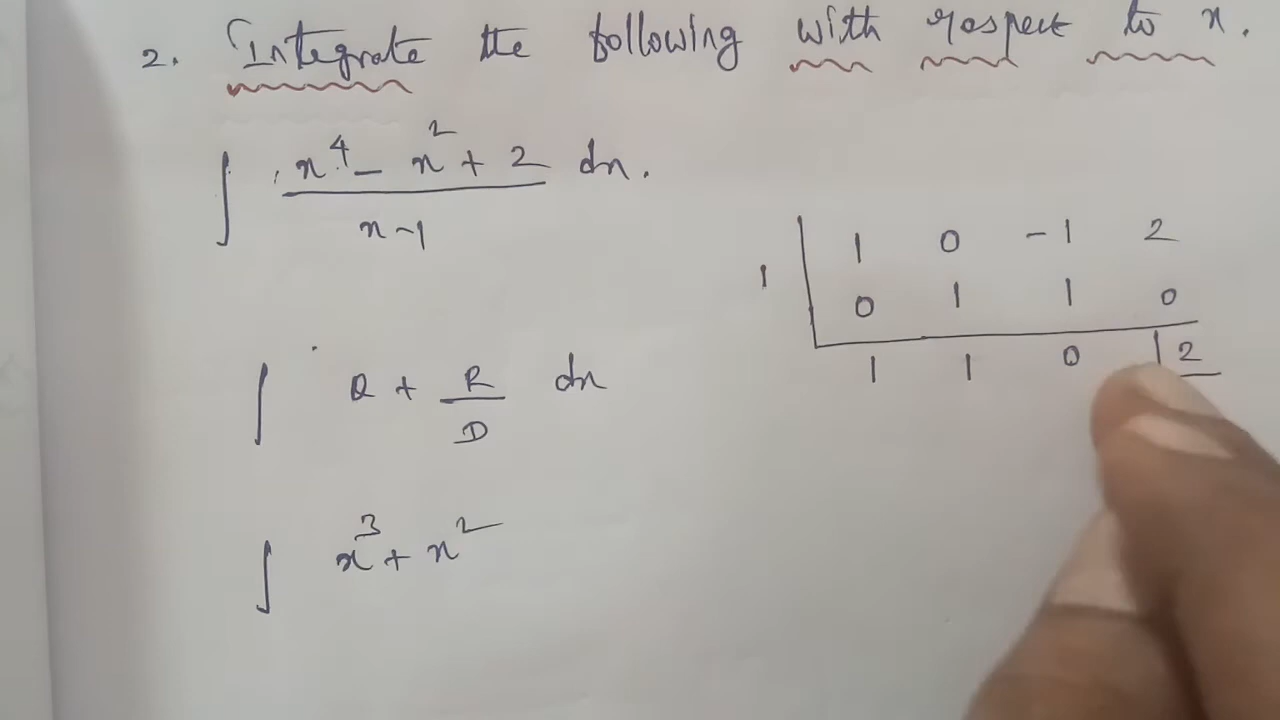 2. Integrate the following with respect to x.
∫ x⁴ - x² + 2 / x - 1 dx.
1 | 1 0 -1 2
0 1 1 0
1 1 0 | 2
∫ Q + R / D dx
∫ x³ + x²